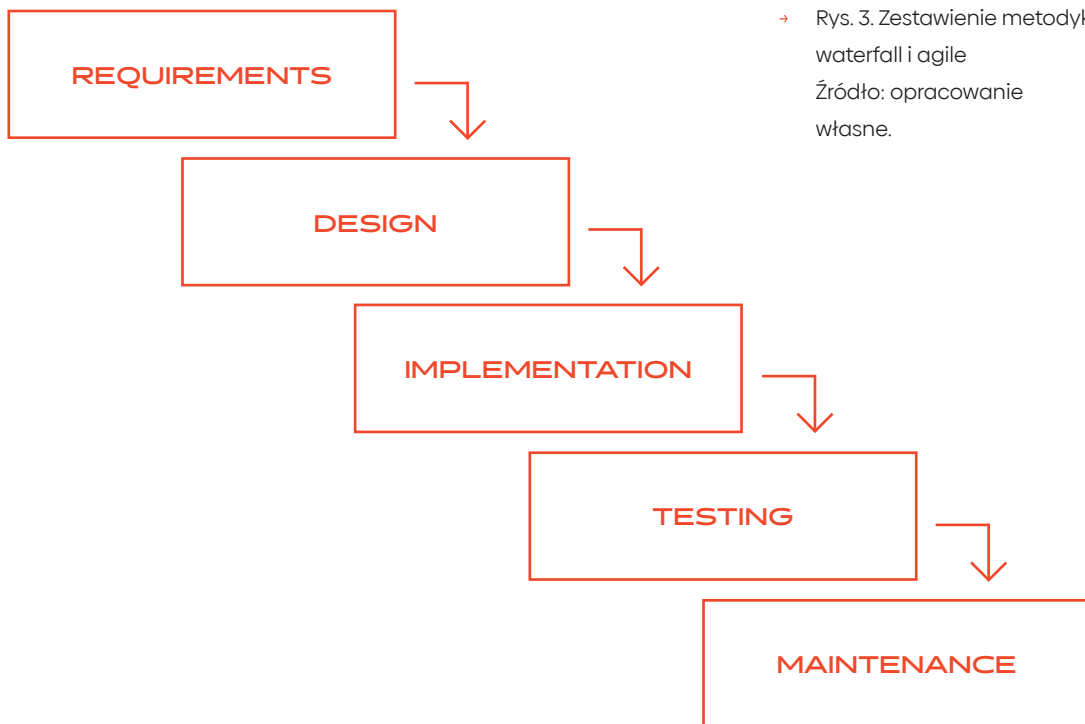 → Rys. 3. Zestawienie metodyk
waterfall i agile
Źródło: opracowanie
własne.
REQUIREMENTS
DESIGN
IMPLEMENTATION
TESTING
MAINTENANCE